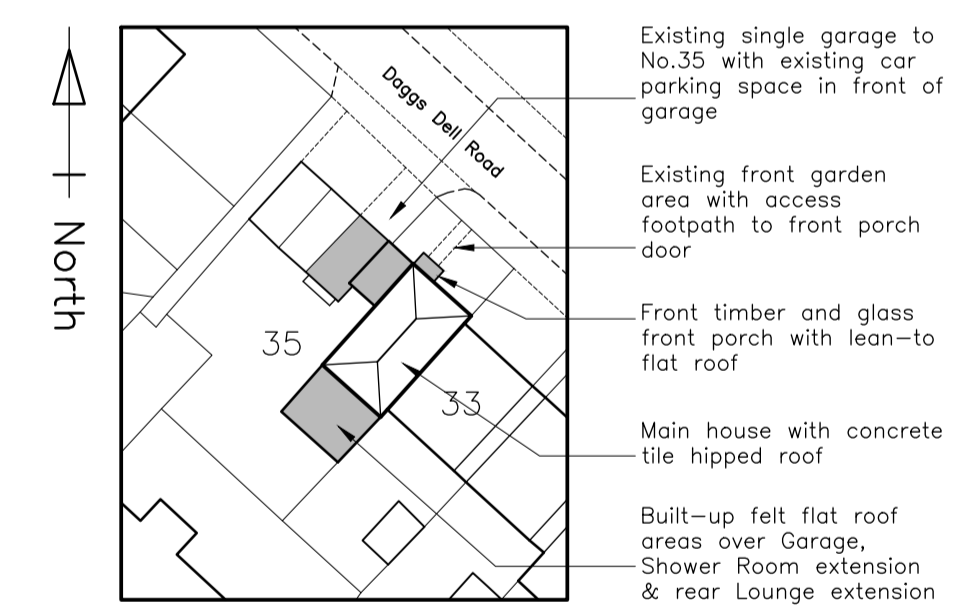 North
Daggs Dell Road
35
33
Existing single garage to
No.35 with existing car
parking space in front of
garage
Existing front garden
area with access
footpath to front porch
door
Front timber and glass
front porch with lean-to
flat roof
Main house with concrete
tile hipped roof
Built-up felt flat roof
areas over Garage,
Shower Room extension
& rear Lounge extension